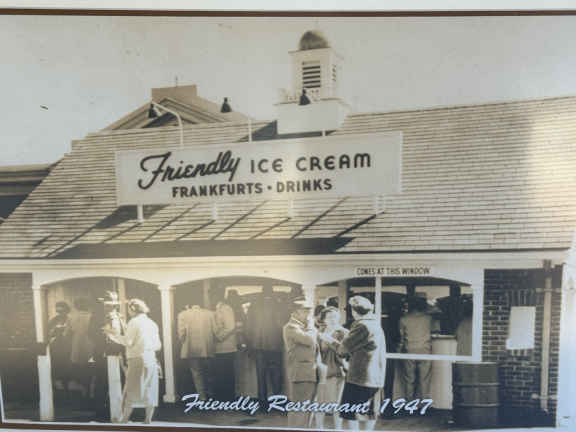 Friendly ICE CREAM
FRANKFURTS • DRINKS
CONES AT THIS WINDOW
Friendly Restaurant 1947